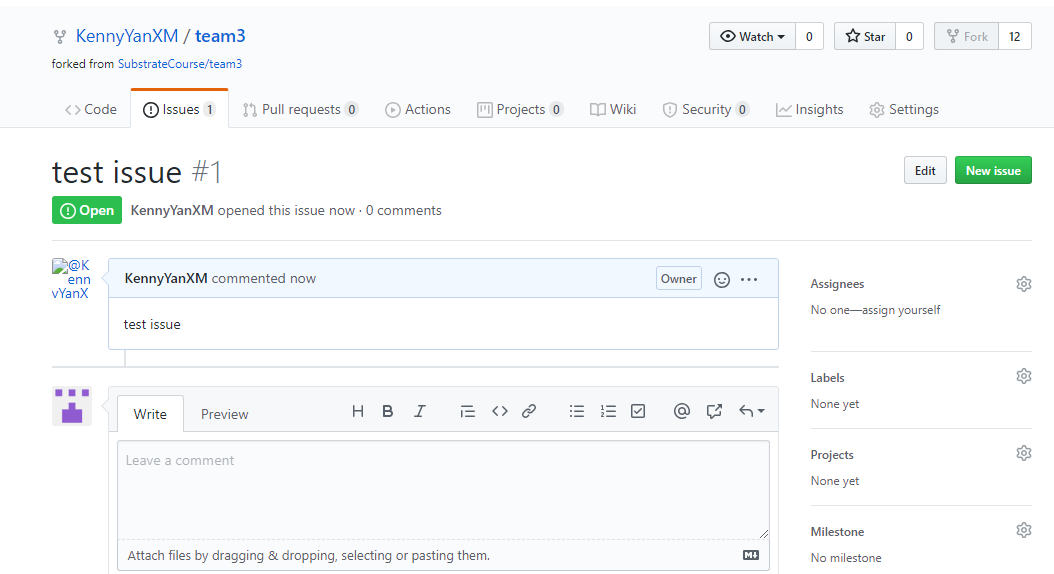 KennyYanXM / team3
Watch 0
Star 0
Fork 12
forked from SubstrateCourse/team3
Code
Issues 1
Pull requests 0
Actions
Projects 0
Wiki
Security 0
Insights
Settings
test issue #1
Edit
New issue
Open
KennyYanXM opened this issue now · 0 comments
@K
enn
yYanX
KennyYanXM commented now
Owner
test issue
Assignees
No one—assign yourself
Labels
None yet
Projects
None yet
Milestone
No milestone
Write
Preview
Leave a comment
Attach files by dragging & dropping, selecting or pasting them.